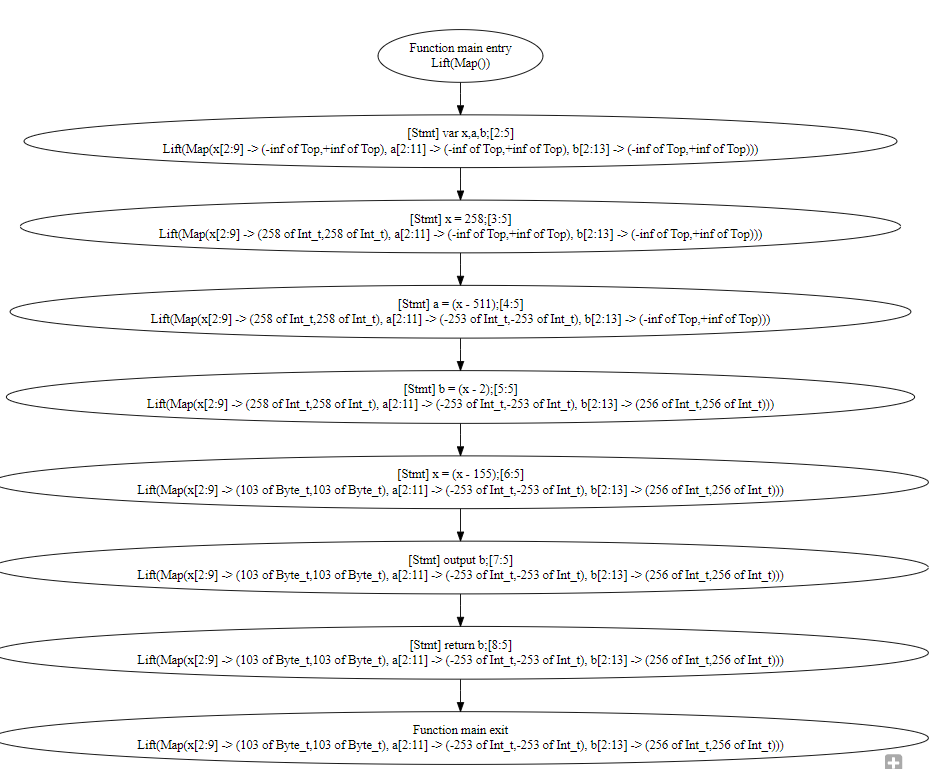 Function main entry
Lift(Map())
[Stmt] var x,a,b;[2:5]
Lift(Map(x[2:9] -> (-inf of Top,+inf of Top), a[2:11] -> (-inf of Top,+inf of Top), b[2:13] -> (-inf of Top,+inf of Top)))
[Stmt] x = 258;[3:5]
Lift(Map(x[2:9] -> (258 of Int_t,258 of Int_t), a[2:11] -> (-inf of Top,+inf of Top), b[2:13] -> (-inf of Top,+inf of Top)))
[Stmt] a = (x - 511);[4:5]
Lift(Map(x[2:9] -> (258 of Int_t,258 of Int_t), a[2:11] -> (-253 of Int_t,-253 of Int_t), b[2:13] -> (-inf of Top,+inf of Top)))
[Stmt] b = (x - 2);[5:5]
Lift(Map(x[2:9] -> (258 of Int_t,258 of Int_t), a[2:11] -> (-253 of Int_t,-253 of Int_t), b[2:13] -> (256 of Int_t,256 of Int_t)))
[Stmt] x = (x - 155);[6:5]
Lift(Map(x[2:9] -> (103 of Byte_t,103 of Byte_t), a[2:11] -> (-253 of Int_t,-253 of Int_t), b[2:13] -> (256 of Int_t,256 of Int_t)))
[Stmt] output b;[7:5]
Lift(Map(x[2:9] -> (103 of Byte_t,103 of Byte_t), a[2:11] -> (-253 of Int_t,-253 of Int_t), b[2:13] -> (256 of Int_t,256 of Int_t)))
[Stmt] return b;[8:5]
Lift(Map(x[2:9] -> (103 of Byte_t,103 of Byte_t), a[2:11] -> (-253 of Int_t,-253 of Int_t), b[2:13] -> (256 of Int_t,256 of Int_t)))
Function main exit
Lift(Map(x[2:9] -> (103 of Byte_t,103 of Byte_t), a[2:11] -> (-253 of Int_t,-253 of Int_t), b[2:13] -> (256 of Int_t,256 of Int_t)))